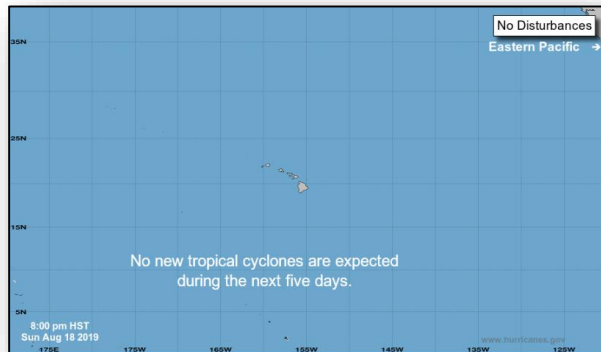 No Disturbances
Eastern Pacific →
35N
25N
15N
No new tropical cyclones are expected
during the next five days.
5N
8:00 pm HST
Sun Aug 18 2019
www.hurricanes.gov
175E
175W
165W
155W
145W
135W
125W